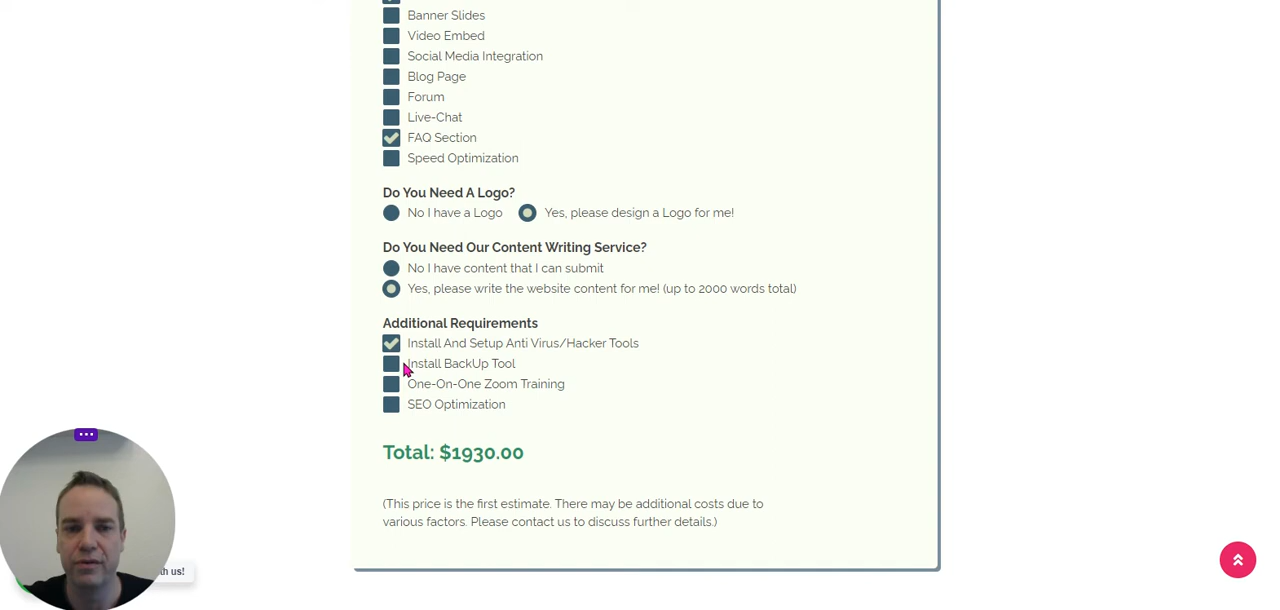 Banner Slides
Video Embed
Social Media Integration
Blog Page
Forum
Live-Chat
FAQ Section
Speed Optimization
Do You Need A Logo?
No I have a Logo Yes, please design a Logo for me!
Do You Need Our Content Writing Service?
No I have content that I can submit
Yes, please write the website content for me! (up to 2000 words total)
Additional Requirements
Install And Setup Anti Virus/Hacker Tools
Install BackUp Tool
One-On-One Zoom Training
SEO Optimization
Total: $1930.00
(This price is the first estimate. There may be additional costs due to
various factors. Please contact us to discuss further details.)
us!